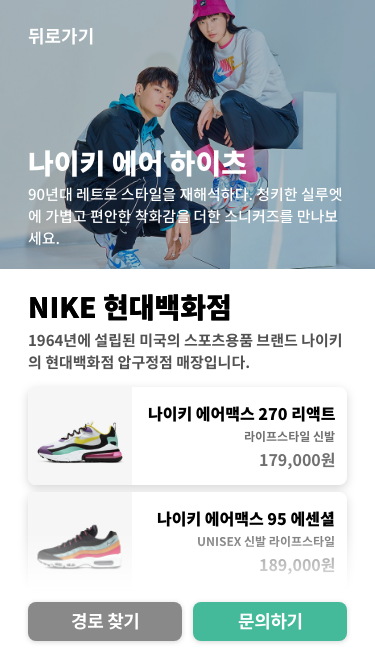 뒤로가기
나이키 에어 하이츠
90년대 레트로 스타일을 재해석하다. 청키한 실루엣
에 가볍고 편안한 착화감을 더한 스니커즈를 만나보
세요.
NIKE 현대백화점
1964년에 설립된 미국의 스포츠용품 브랜드 나이키
의 현대백화점 압구정점 매장입니다.
나이키 에어맥스 270 리액트
라이프스타일 신발
179,000원
나이키 에어맥스 95 에센셜
UNISEX 신발 라이프스타일
189,000원
경로 찾기
문의하기